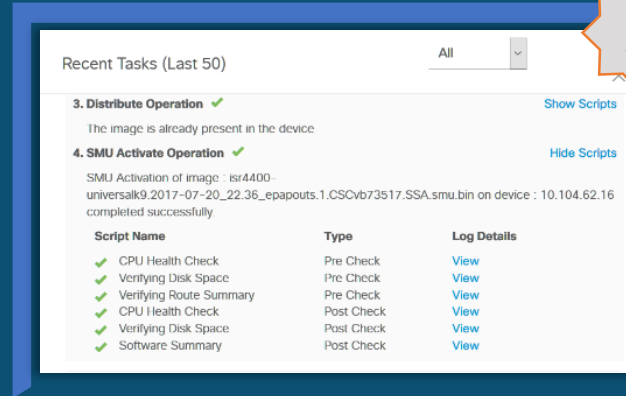 Recent Tasks (Last 50)
All
3. Distribute Operation
Show Scripts
The image is already present in the device
4. SMU Activate Operation
Hide Scripts
SMU Activation of image : isr4400-
universalk9.2017-07-20_22.36_epapouts.1.CSCvb73517.SSA.smu.bin on device : 10.104.62.16
completed successfully
Script Name Type Log Details
CPU Health Check Pre Check View
Verifying Disk Space Pre Check View
Verifying Route Summary Pre Check View
CPU Health Check Post Check View
Verifying Disk Space Post Check View
Software Summary Post Check View